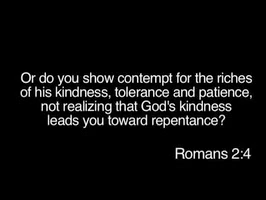 Or do you show contempt for the riches
of his kindness, tolerance and patience,
not realizing that God's kindness
leads you toward repentance?
Romans 2:4